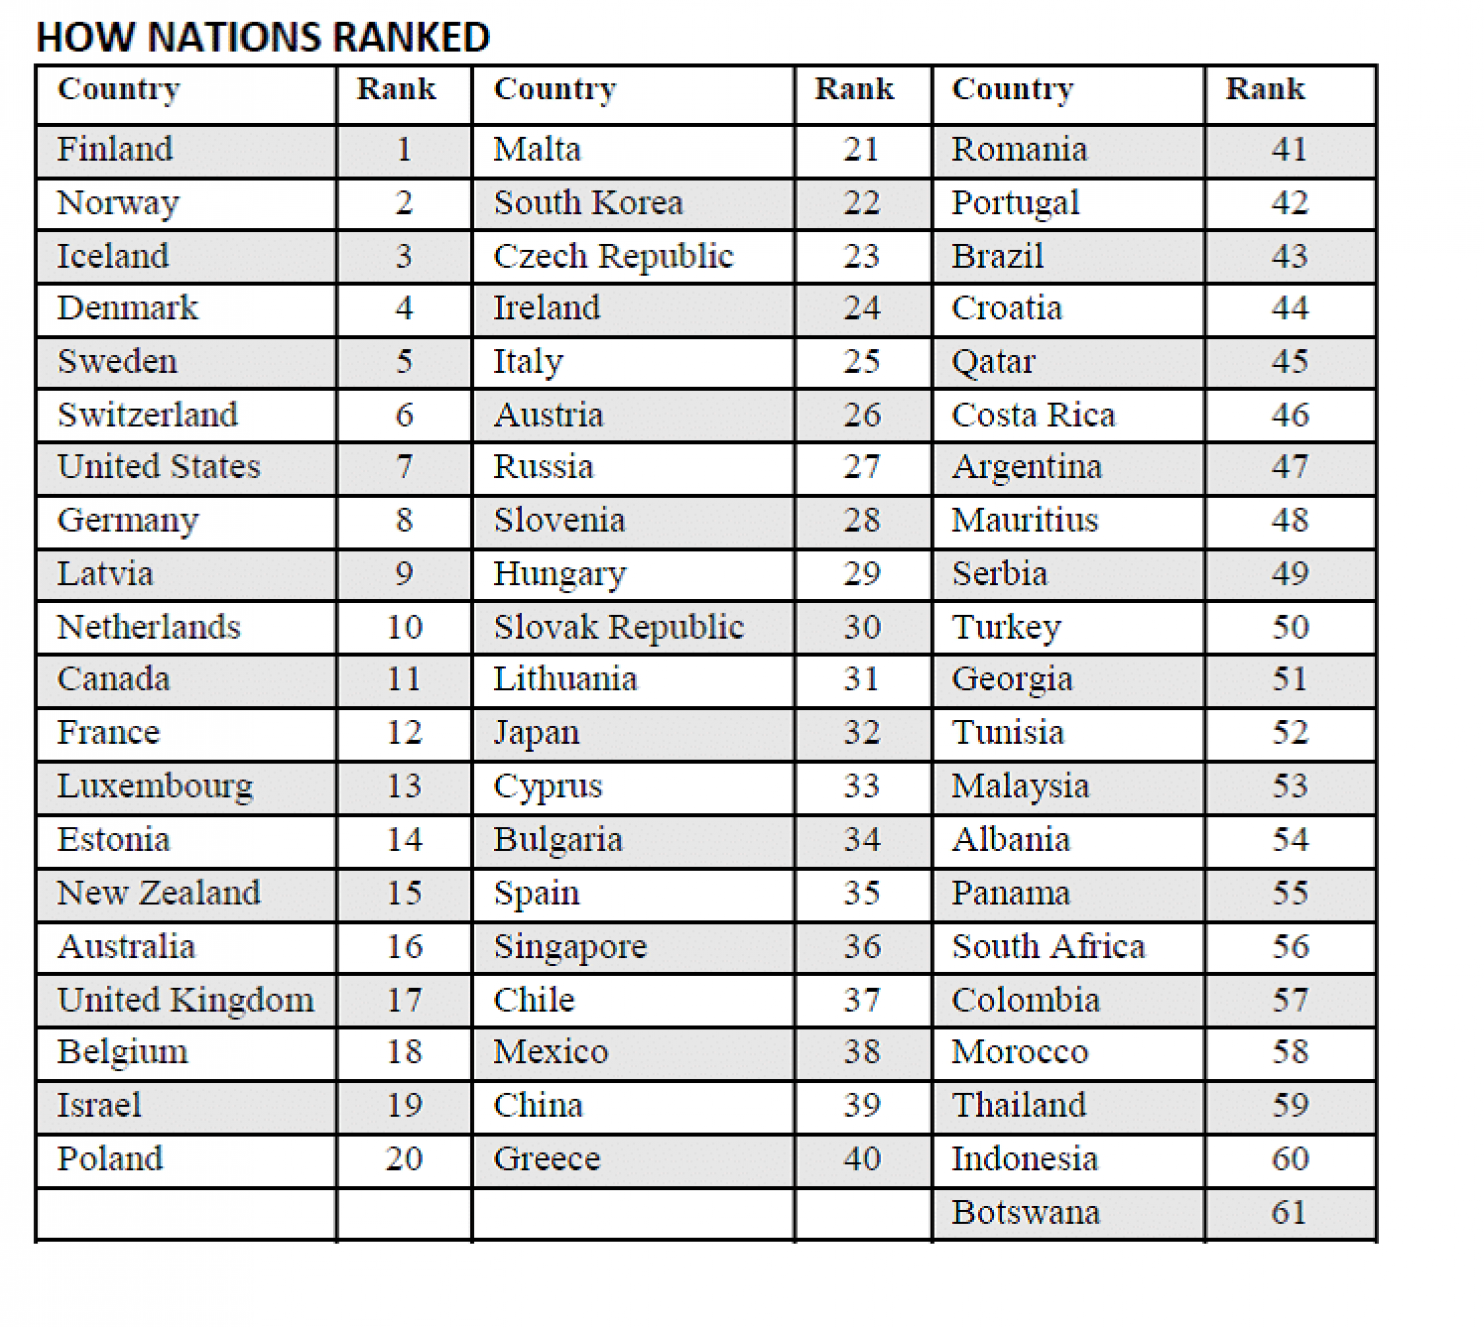 HOW NATIONS RANKED
Country Rank Country Rank Country Rank
Finland 1 Malta 21 Romania 41
Norway 2 South Korea 22 Portugal 42
Iceland 3 Czech Republic 23 Brazil 43
Denmark 4 Ireland 24 Croatia 44
Sweden 5 Italy 25 Qatar 45
Switzerland 6 Austria 26 Costa Rica 46
United States 7 Russia 27 Argentina 47
Germany 8 Slovenia 28 Mauritius 48
Latvia 9 Hungary 29 Serbia 49
Netherlands 10 Slovak Republic 30 Turkey 50
Canada 11 Lithuania 31 Georgia 51
France 12 Japan 32 Tunisia 52
Luxembourg 13 Cyprus 33 Malaysia 53
Estonia 14 Bulgaria 34 Albania 54
New Zealand 15 Spain 35 Panama 55
Australia 16 Singapore 36 South Africa 56
United Kingdom 17 Chile 37 Colombia 57
Belgium 18 Mexico 38 Morocco 58
Israel 19 China 39 Thailand 59
Poland 20 Greece 40 Indonesia 60
Botswana 61